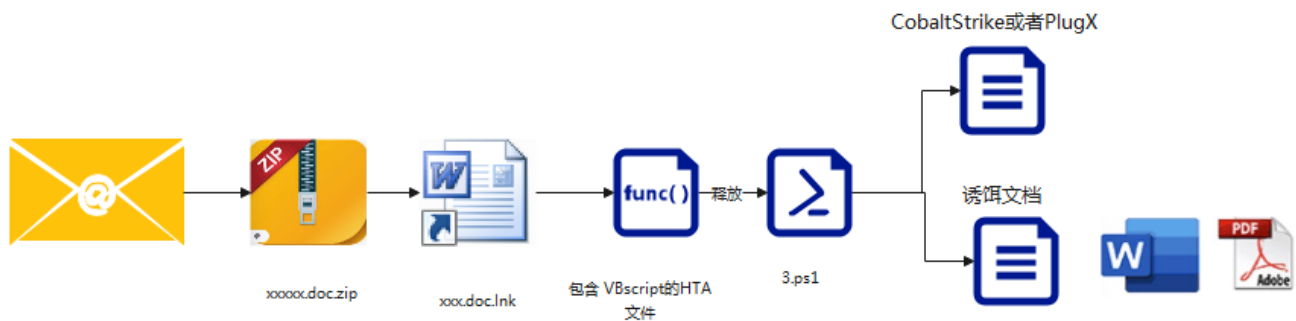 CobaltStrike或者PlugX
@
ZIP
P
W
func()
释放
诱饵文档
W
PDF
Adobe
xxxxx.doc.zip
xxx.doc.lnk
包含 VBscript的HTA
文件
3.ps1